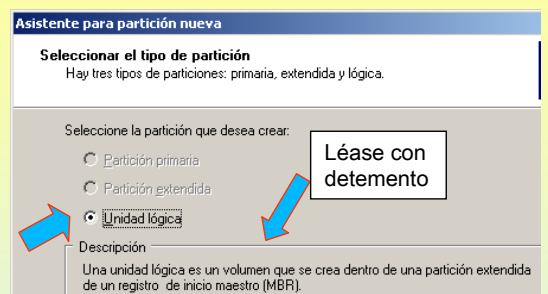 Asistente para partición nueva
Seleccionar el tipo de partición
Hay tres tipos de particiones: primaria, extendida y lógica.
Seleccione la partición que desea crear:
Partición primaria
Partición extendida
Unidad lógica
Léase con
detemento
Descripción
Una unidad lógica es un volumen que se crea dentro de una partición extendida
de un registro de inicio maestro (MBR).